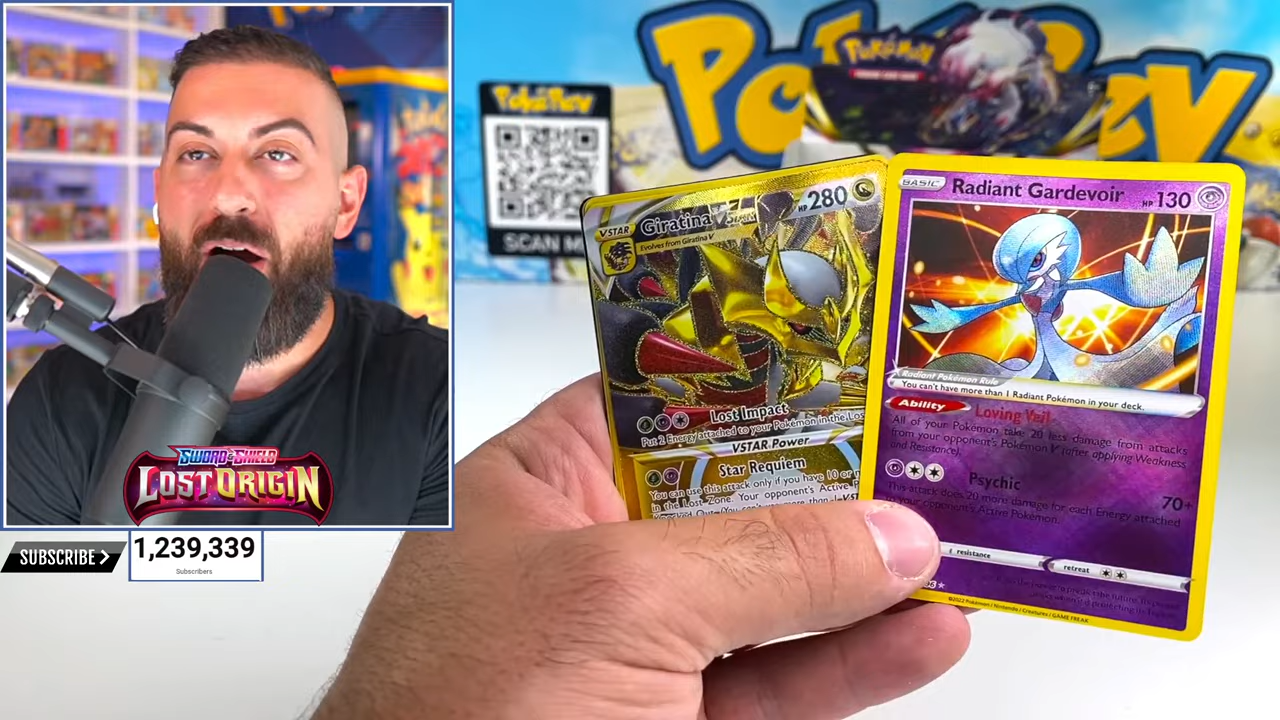 PokéRev
SCAN M
Pokémon
SWORD & SHIELD
LOST ORIGIN
SUBSCRIBE >
1,239,339
Subscribers
VSTAR
Giratina VSTAR
HP 280
Evolves from Giratina V
Lost Impact
Put 2 Energy attached to your Pokémon in the Los
VSTAR Power
Star Requiem
You can use this attack only if you have 10 or
in the Lost Zone. Your opponent's Active P
BASIC
Radiant Gardevoir
HP 130
Radiant Pokémon Rule
You can't have more than 1 Radiant Pokémon in your deck.
Ability
Loving Veil
All of your Pokémon take 20 less damage from attacks
from your opponent's Pokémon V (after applying Weakness
and Resistance).
Psychic
70+
This attack does 20 more damage for each Energy attached
to your opponent's Active Pokémon.
resistance
retreat
©2022 Pokémon / Nintendo / Creatures / GAME FREAK